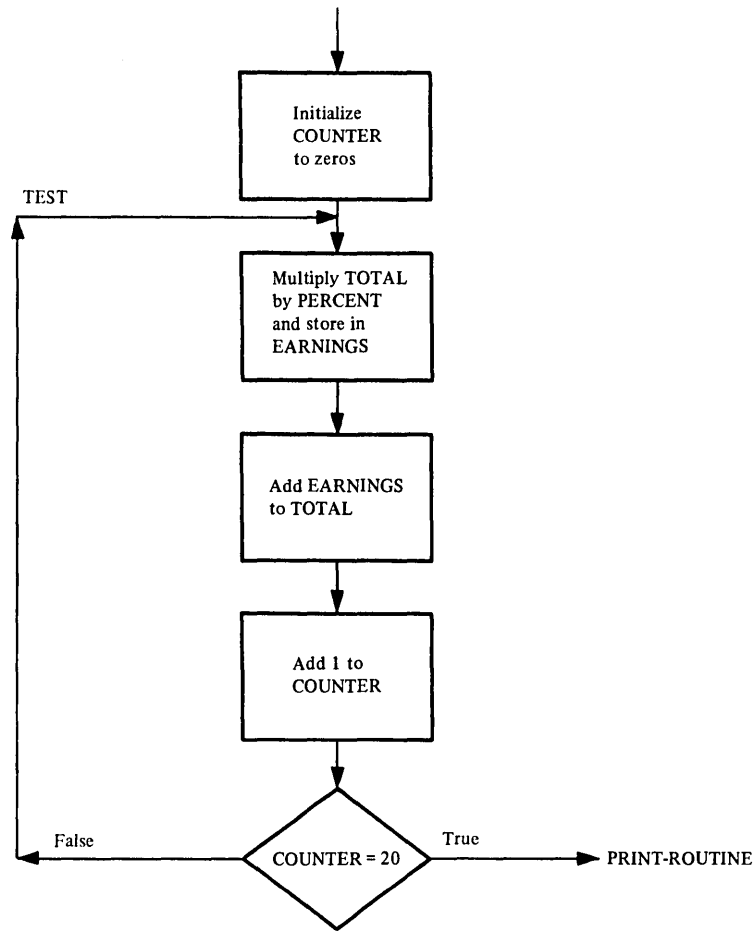 Initialize
COUNTER
to zeros
TEST
Multiply TOTAL
by PERCENT
and store in
EARNINGS
Add EARNINGS
to TOTAL
Add 1 to
COUNTER
False
COUNTER = 20
True
PRINT-ROUTINE